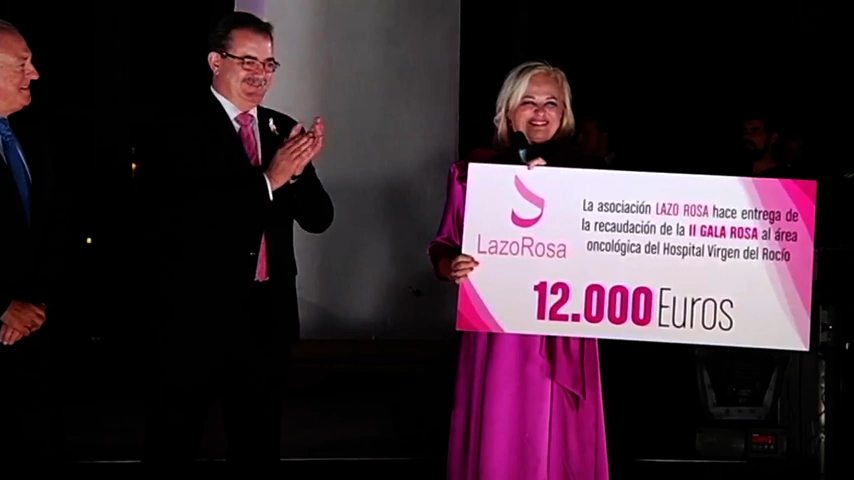 La asociación LAZO ROSA hace entrega de
la recaudación de la II GALA ROSA al área
oncológica del Hospital Virgen del Rocío
LazoRosa
12.000 Euros